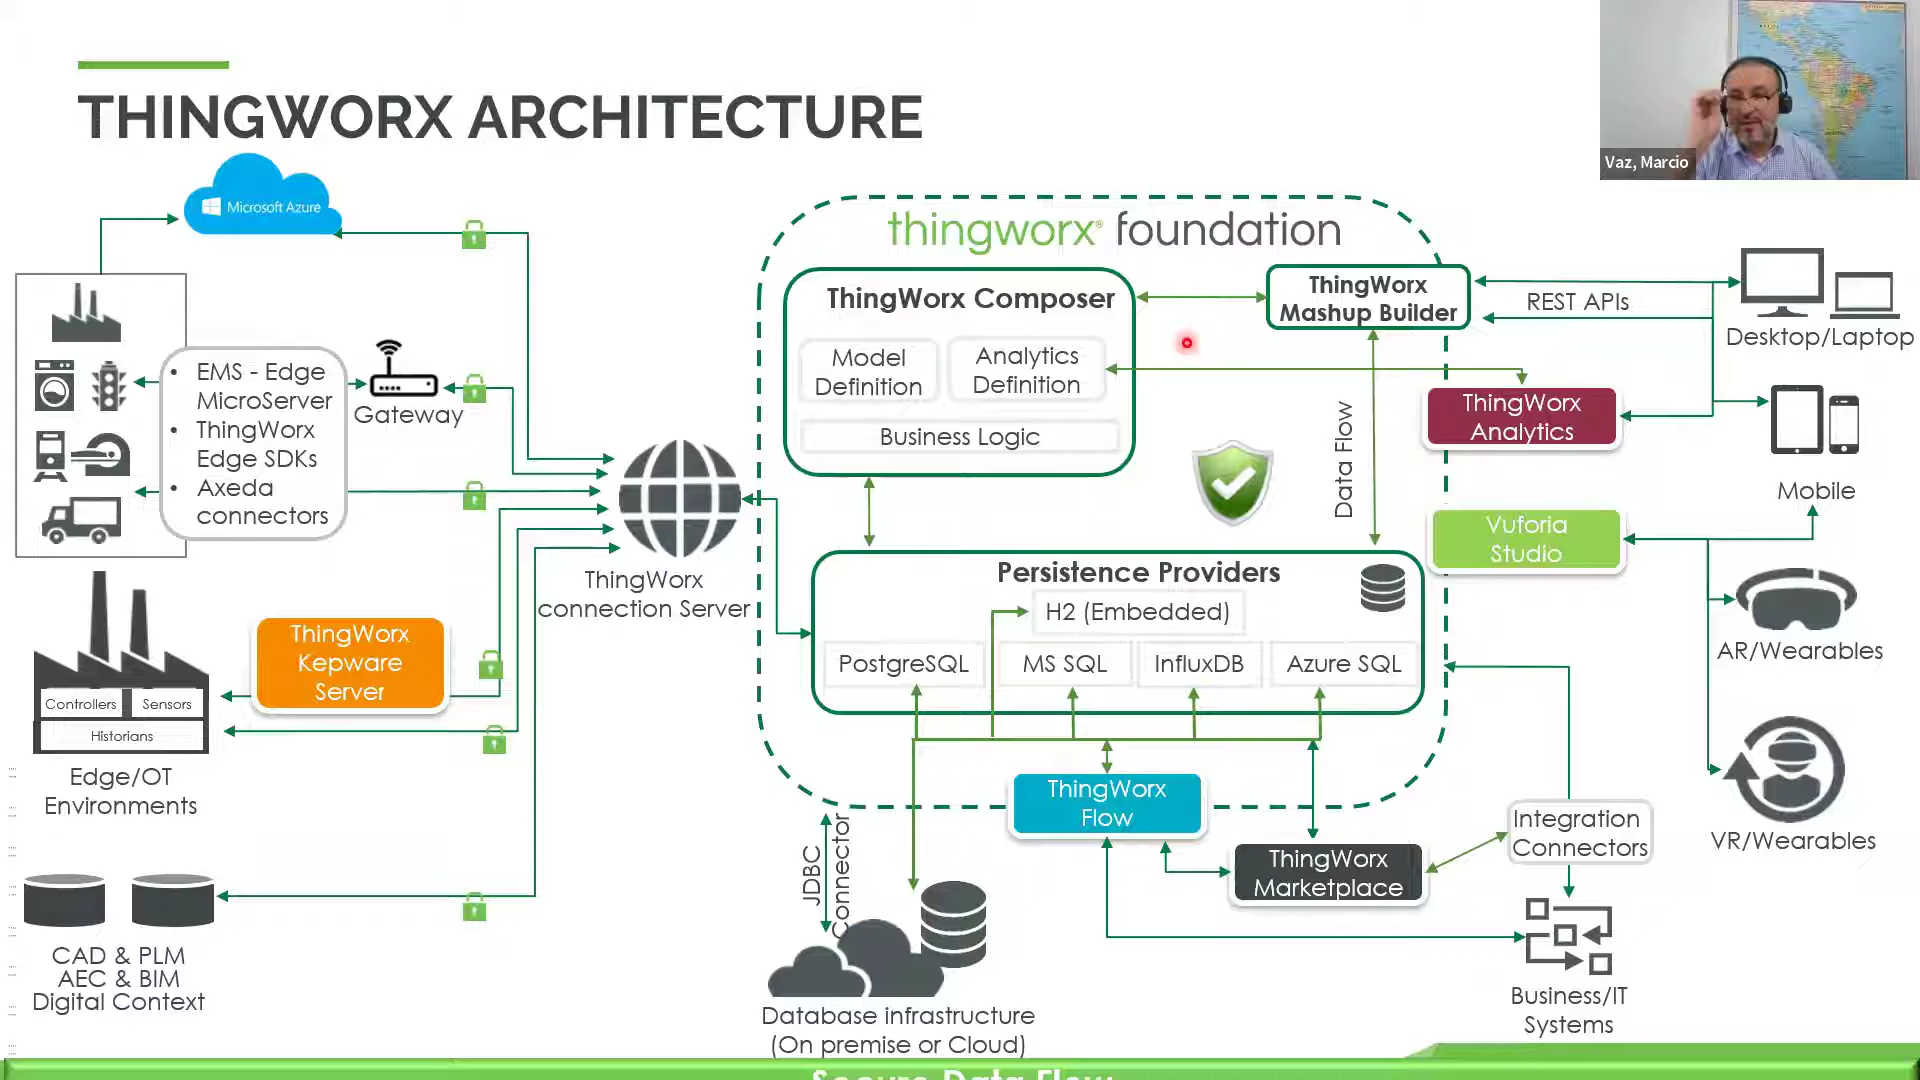 THINGWORX ARCHITECTURE
Vaz, Marcio
Microsoft Azure
• EMS - Edge
MicroServer
• ThingWorx
Edge SDKs
• Axeda
connectors
Gateway
ThingWorx
connection Server
ThingWorx
Kepware
Server
Controllers
Sensors
Historians
Edge/OT
Environments
CAD & PLM
AEC & BIM
Digital Context
thingworx® foundation
ThingWorx Composer
Model
Definition
Analytics
Definition
Business Logic
ThingWorx
Mashup Builder
REST APIs
Data Flow
ThingWorx
Analytics
Vuforia
Studio
Persistence Providers
H2 (Embedded)
PostgreSQL
MS SQL
InfluxDB
Azure SQL
ThingWorx
Flow
ThingWorx
Marketplace
JDBC
Connector
Database infrastructure
(On premise or Cloud)
Integration
Connectors
Business/IT
Systems
Desktop/Laptop
Mobile
AR/Wearables
VR/Wearables
Secure Data Flow